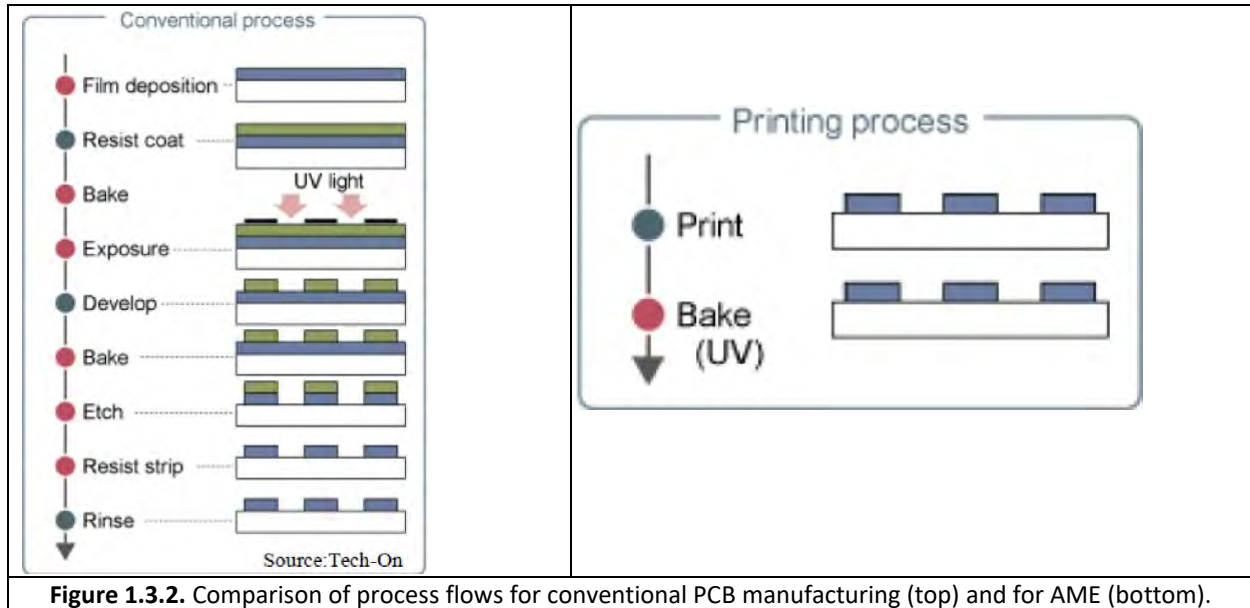 Conventional process
Film deposition
Resist coat
Bake
UV light
Exposure
Develop
Bake
Etch
Resist strip
Rinse
Source:Tech-On
Printing process
Print
Bake
(UV)
Figure 1.3.2. Comparison of process flows for conventional PCB manufacturing (top) and for AME (bottom).